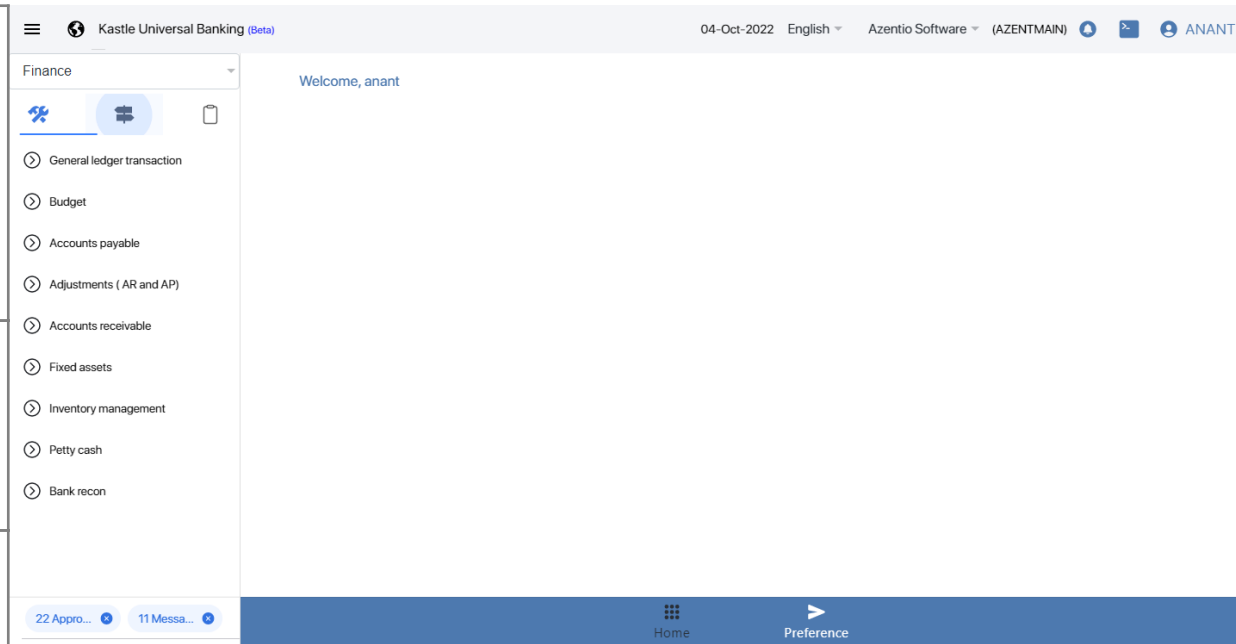 Kastle Universal Banking (Beta) 04-Oct-2022 English Azentio Software (AZENTMAIN) ANANT
Finance
Welcome, anant
General ledger transaction
Budget
Accounts payable
Adjustments ( AR and AP)
Accounts receivable
Fixed assets
Inventory management
Petty cash
Bank recon
22 Appro... 11 Messa...
Home Preference